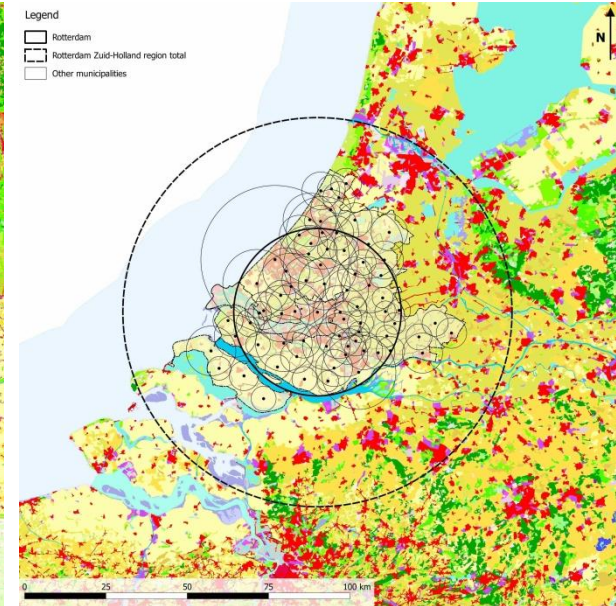 Legend
Rotterdam
Rotterdam Zuid-Holland region total
Other municipalities
N
0 25 50 75 100 km